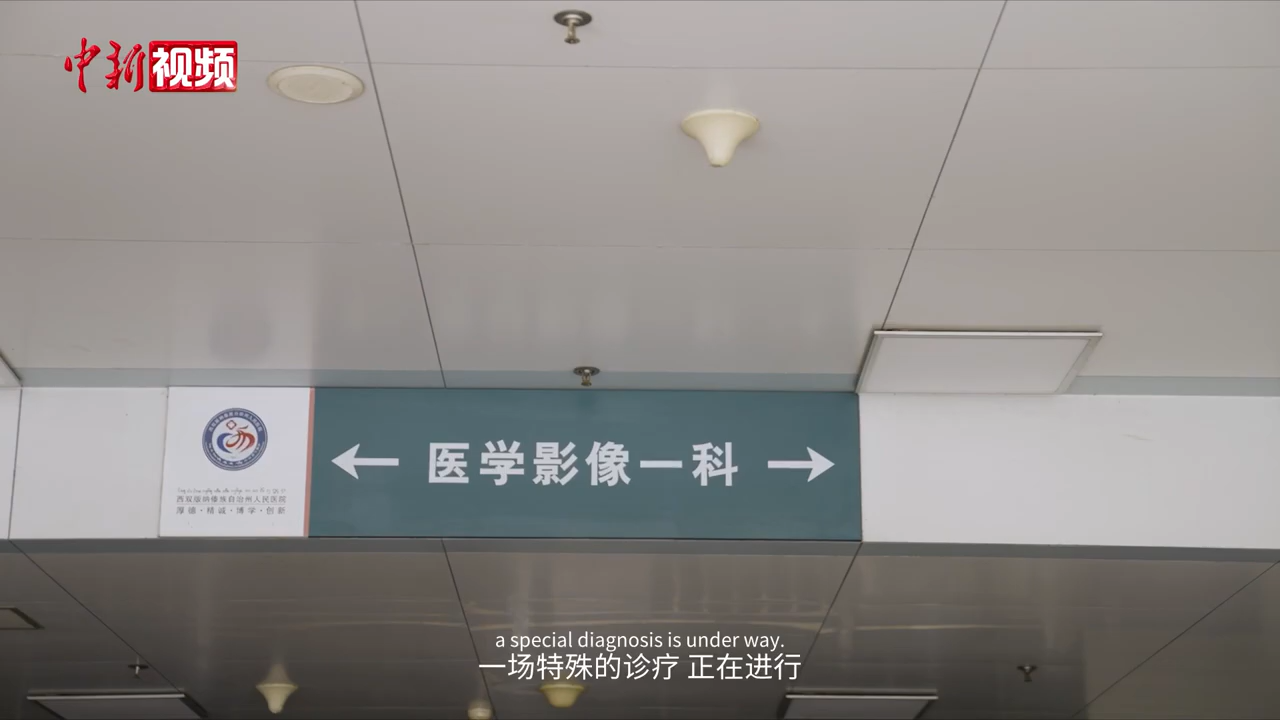 中新视频
← 医学影像一科 →
西双版纳傣族自治州人民医院
厚德·精诚·博学·创新
a special diagnosis is under way.
一场特殊的诊疗 正在进行